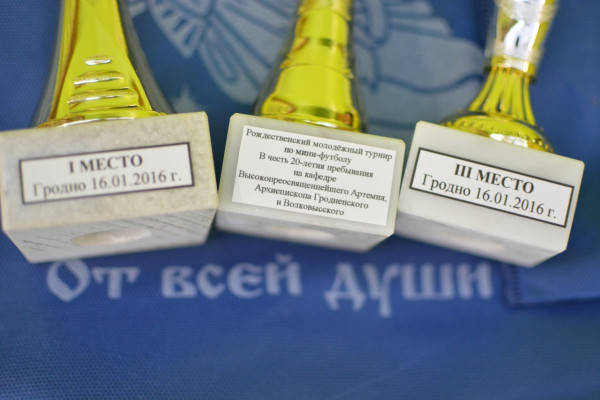 I МЕСТО
Гродно 16.01.2016 г.
Рождественский молодёжный турнир
по мини-футболу
В честь 20-летия пребывания
на кафедре
Высокопреосвященнейшего Артемия,
Архиепископа Гродненского
и Волковысского
III МЕСТО
Гродно 16.01.2016 г.
От всей души